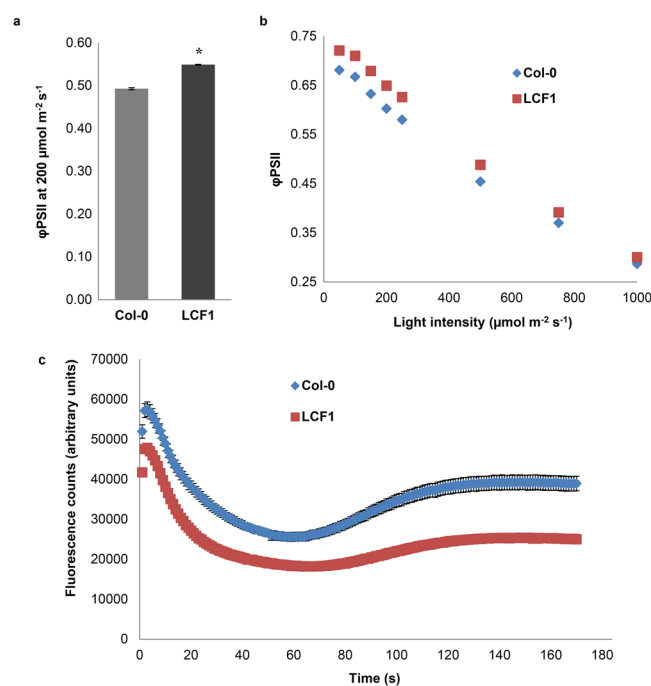 a
φPSII at 200 µmol m⁻² s⁻¹
0.60
0.50
0.40
0.30
0.20
0.10
0.00
*
Col-0
LCF1
b
φPSII
0.75
0.65
0.55
0.45
0.35
0.25
0
200
400
600
800
1000
Col-0
LCF1
Light intensity (µmol m⁻² s⁻¹)
c
Fluorescence counts (arbitrary units)
70000
60000
50000
40000
30000
20000
10000
0
Col-0
LCF1
0
20
40
60
80
100
120
140
160
180
Time (s)